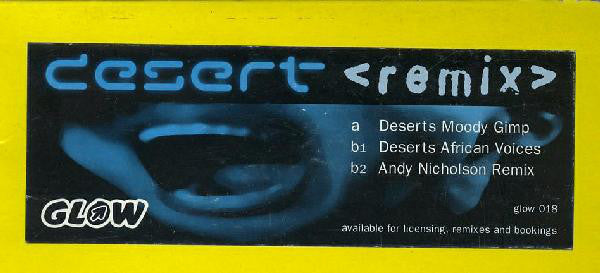 desert <remix>
a Deserts Moody Gimp
b1 Deserts African Voices
b2 Andy Nicholson Remix
GLOW
glow 018
available for licensing, remixes and bookings